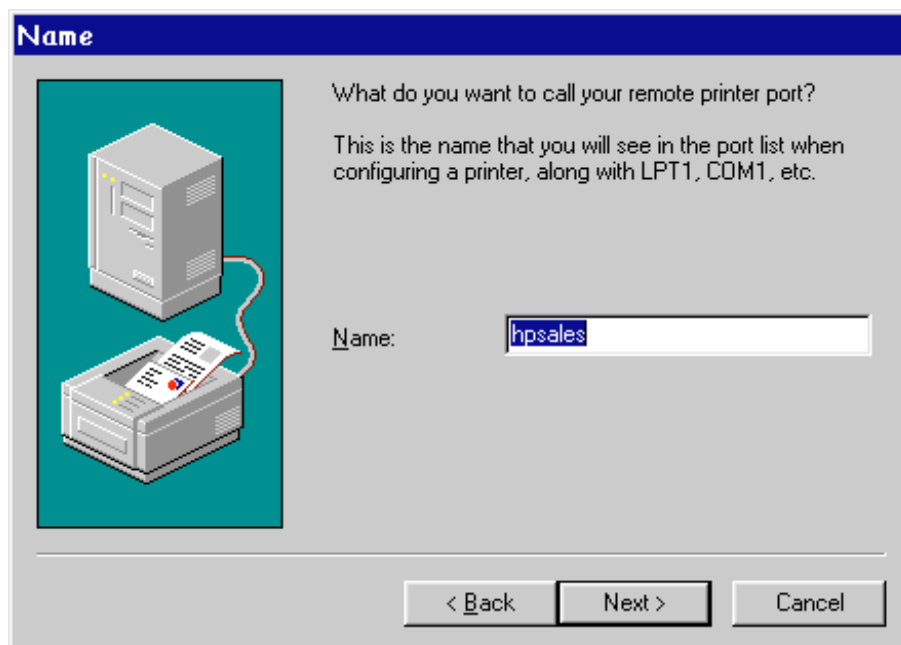 Name
What do you want to call your remote printer port?
This is the name that you will see in the port list when
configuring a printer, along with LPT1, COM1, etc.
Name: hpsales
< Back Next > Cancel